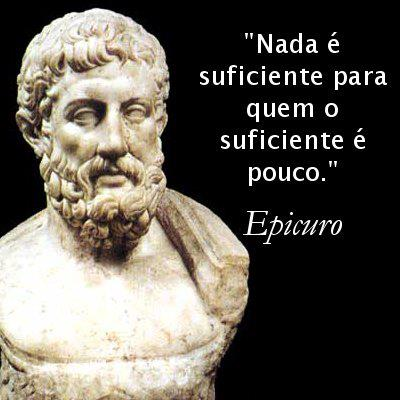 "Nada é
suficiente para
quem o
suficiente é
pouco."
Epicuro